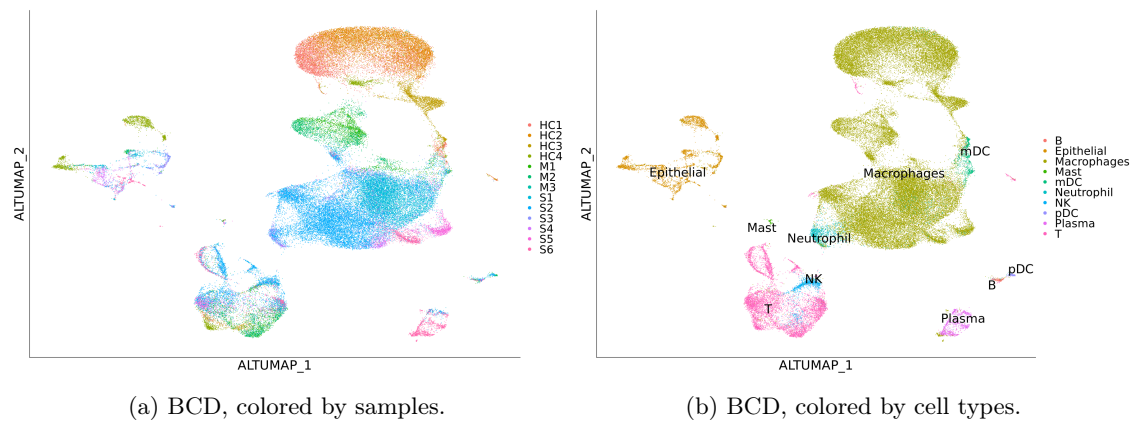 ALTUMAP_2
ALTUMAP_1
HC1
HC2
HC3
HC4
M1
M2
M3
S1
S2
S3
S4
S5
S6
(a) BCD, colored by samples.
ALTUMAP_2
ALTUMAP_1
mDC
Epithelial
Macrophages
Mast
Neutrophil
pDC
NK
B
T
Plasma
B
Epithelial
Macrophages
Mast
mDC
Neutrophil
NK
pDC
Plasma
T
(b) BCD, colored by cell types.